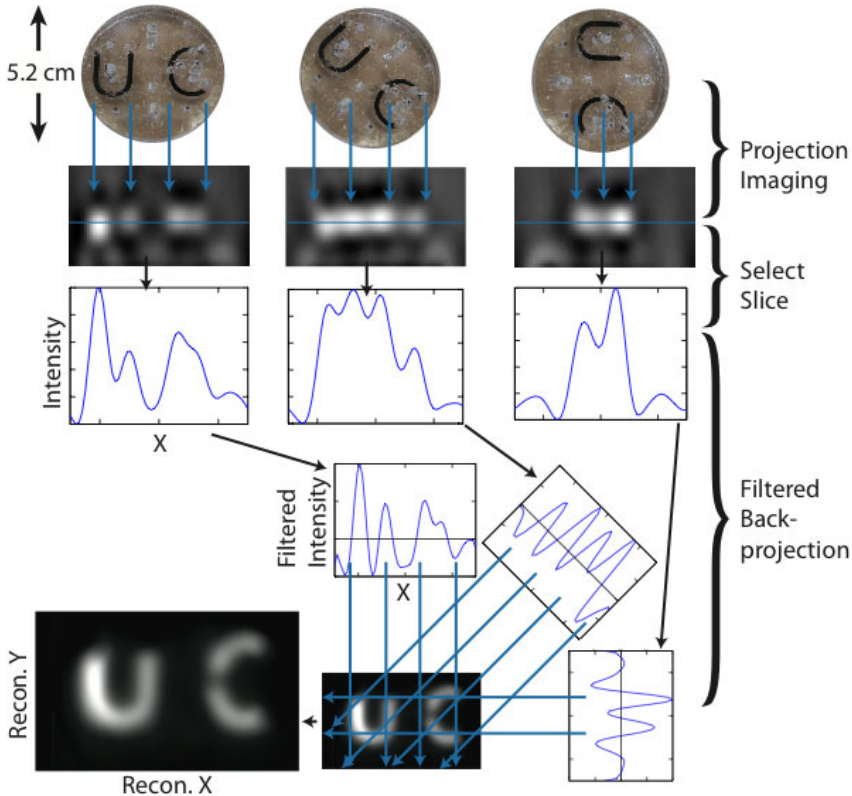 5.2 cm
U C
U C
U C
Projection
Imaging
Select
Slice
Intensity
X
Filtered
Intensity
X
Filtered
Back-
projection
Recon. Y
U C
Recon. X
U C